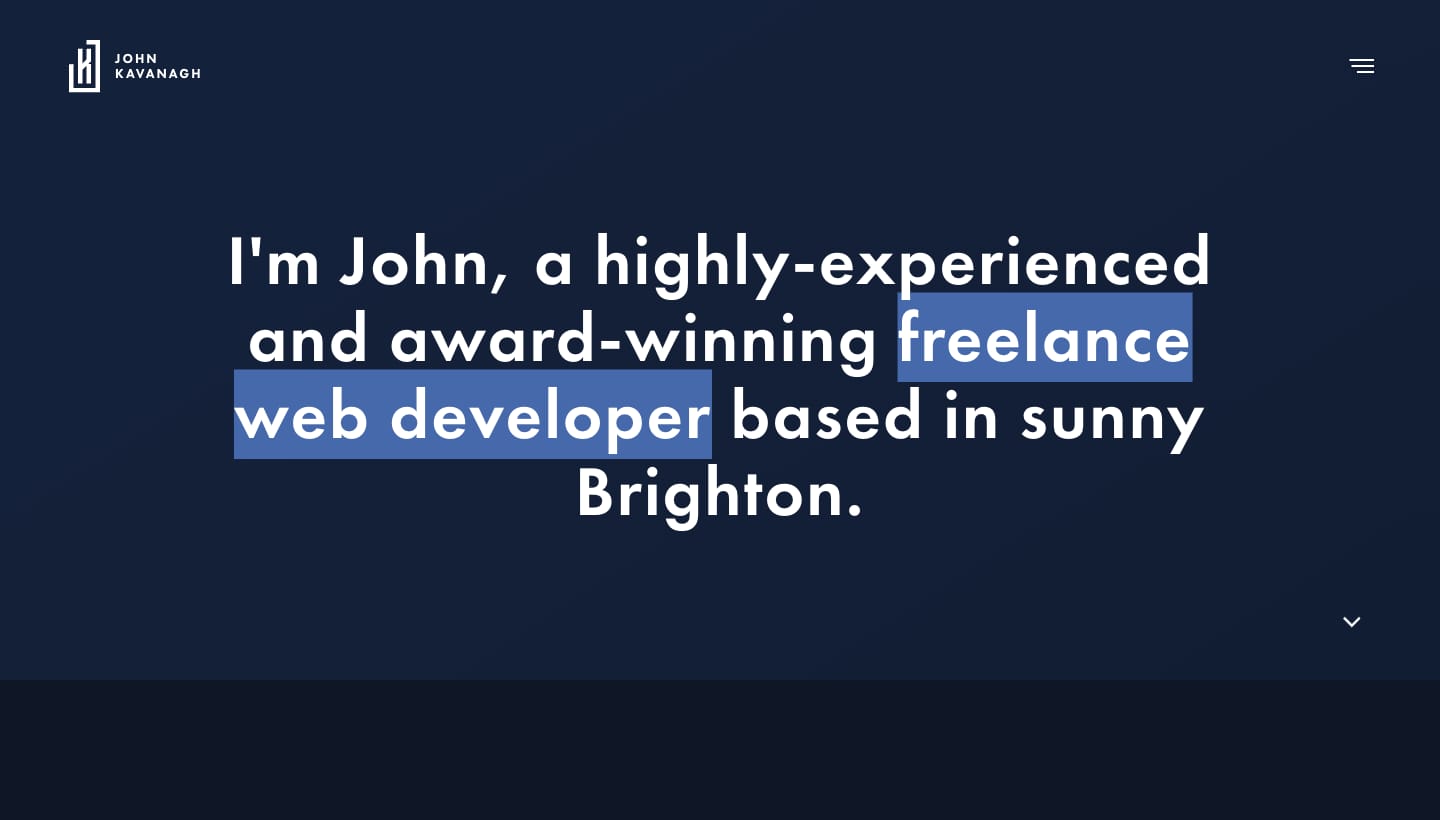 JOHN
KAVANAGH
I'm John, a highly-experienced
and award-winning freelance
web developer based in sunny
Brighton.